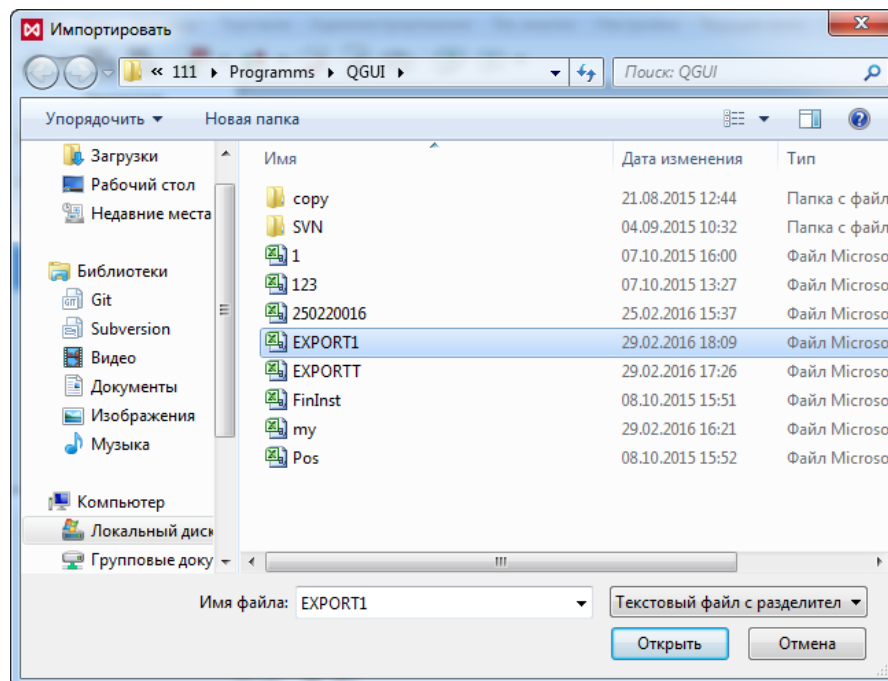 Импортировать
« 111 ▸ Programms ▸ QGUI ▸
Поиск: QGUI
Упорядочить ▼ Новая папка
Имя Дата изменения Тип
Загрузки
Рабочий стол
Недавние места
Библиотеки
Git
Subversion
Видео
Документы
Изображения
Музыка
Компьютер
Локальный диск
Групповые доку
copy 21.08.2015 12:44 Папка с файл
SVN 04.09.2015 10:32 Папка с файл
1 07.10.2015 16:00 Файл Microso
123 07.10.2015 13:27 Файл Microso
250220016 25.02.2016 15:37 Файл Microso
EXPORT1 29.02.2016 18:09 Файл Microso
EXPORTT 29.02.2016 17:26 Файл Microso
FinInst 08.10.2015 15:51 Файл Microso
my 29.02.2016 16:21 Файл Microso
Pos 08.10.2015 15:52 Файл Microso
Имя файла: EXPORT1 Текстовый файл с разделител
Открыть Отмена